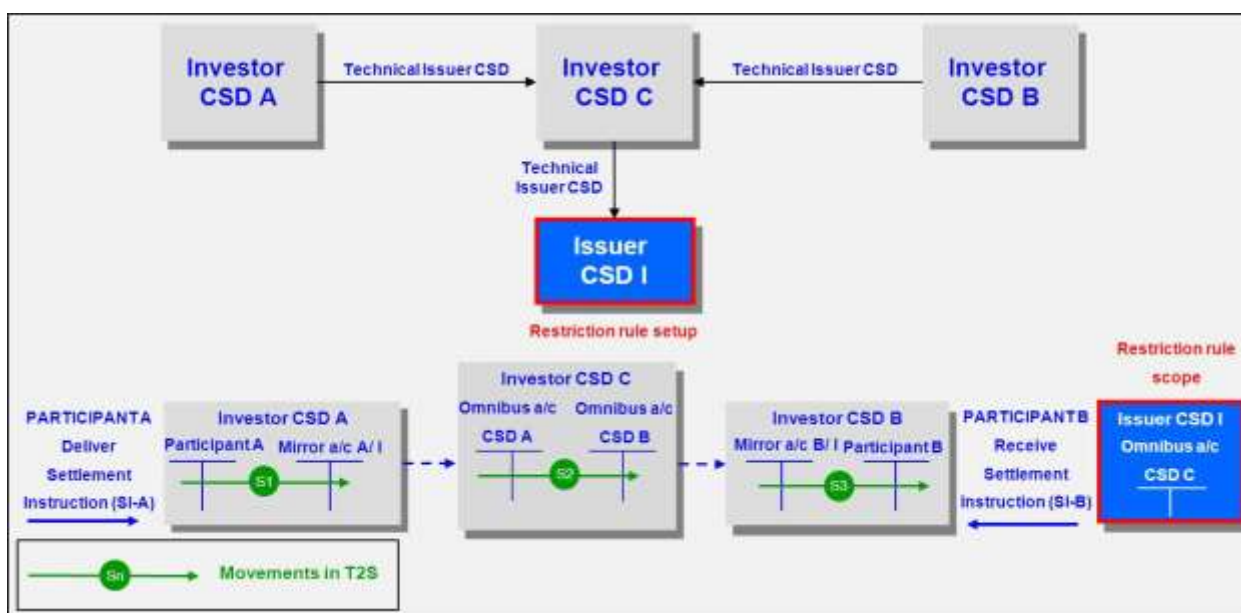 Investor
CSD A
Technical Issuer CSD
Investor
CSD C
Technical Issuer CSD
Investor
CSD B
Technical
Issuer CSD
Issuer
CSD I
Restriction rule setup
Restriction rule
scope
PARTICIPANT A
Deliver
Settlement
Instruction (SI-A)
Investor CSD A
Participant A
Mirror a/c A/ I
S1
Investor CSD C
Omnibus a/c
CSD A
Omnibus a/c
CSD B
S2
Investor CSD B
Mirror a/c B/ I
Participant B
S3
PARTICIPANT B
Receive
Settlement
Instruction (SI-B)
Issuer CSD I
Omnibus a/c
CSD C
Sn
Movements in T2S